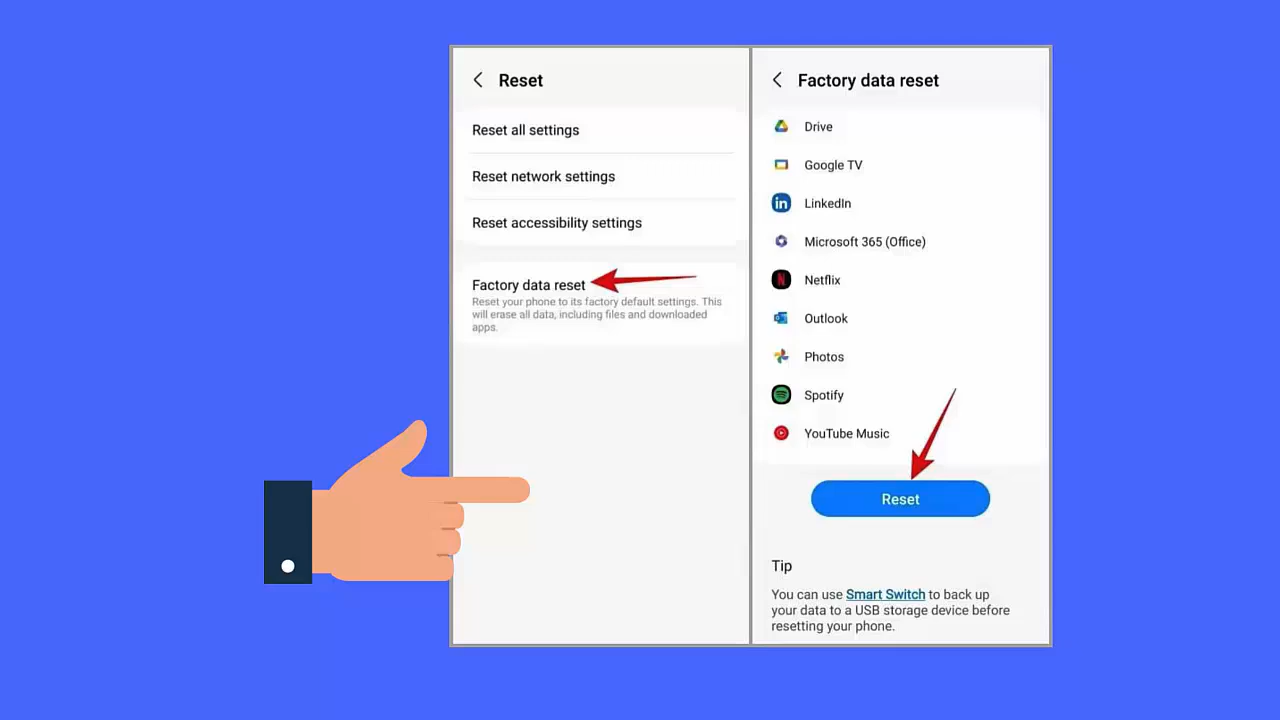 Reset
Reset all settings
Reset network settings
Reset accessibility settings
Factory data reset
Reset your phone to its factory default settings. This
will erase all data, including files and downloaded
apps.
Factory data reset
Drive
Google TV
in LinkedIn
Microsoft 365 (Office)
N Netflix
Outlook
Photos
Spotify
YouTube Music
Reset
Tip
You can use Smart Switch to back up
your data to a USB storage device before
resetting your phone.